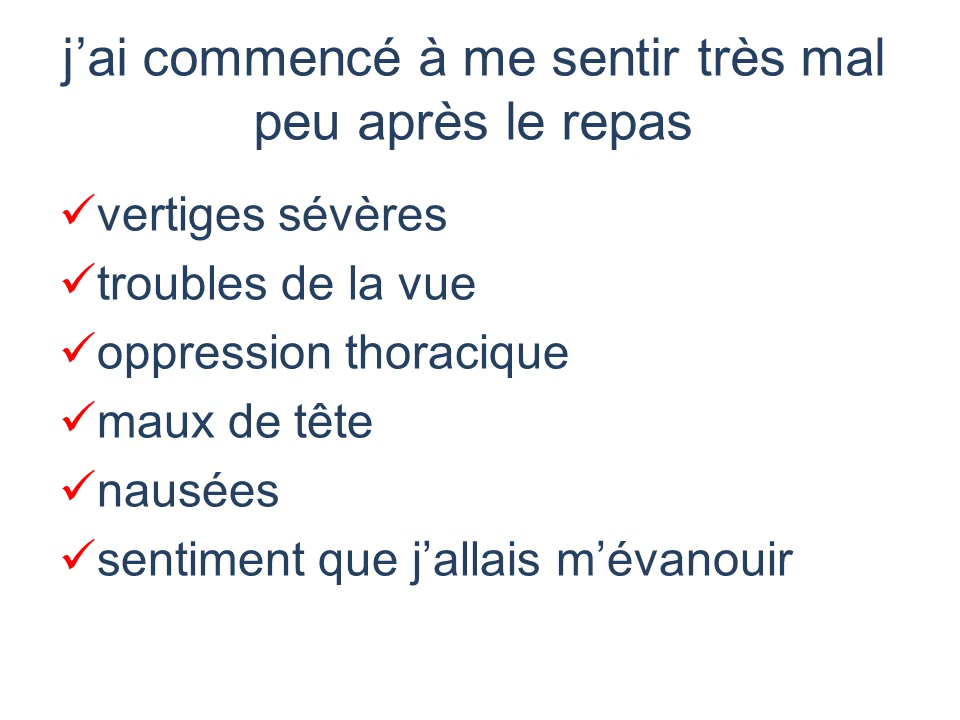 j’ai commencé à me sentir très mal
peu après le repas
✓vertiges sévères
✓troubles de la vue
✓oppression thoracique
✓maux de tête
✓nausées
✓sentiment que j’allais m’évanouir